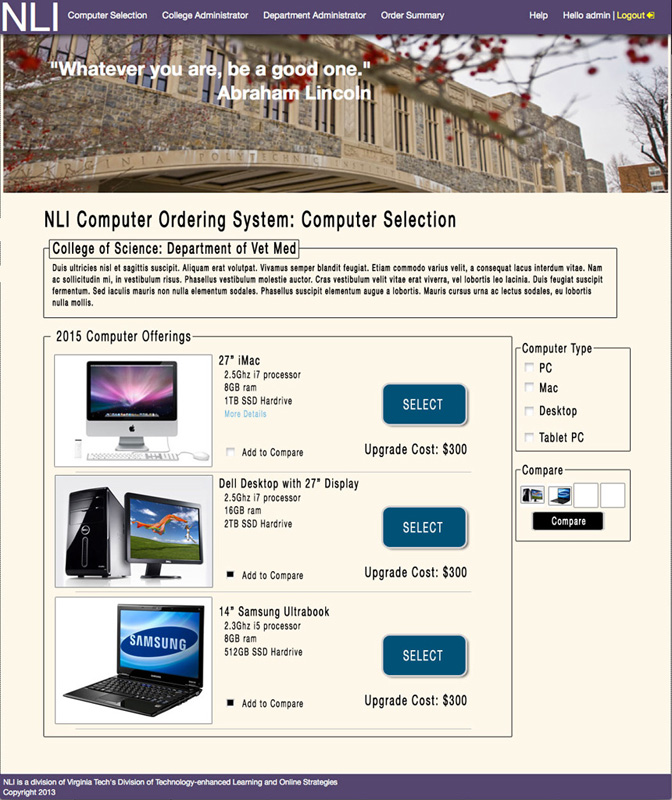 NLI Computer Selection College Administrator Department Administrator Order Summary Help Hello admin | Logout
"Whatever you are, be a good one."
Abraham Lincoln
VIRGINIA POLYTECHNIC
NLI Computer Ordering System: Computer Selection
College of Science: Department of Vet Med
Duis ultricies nisl et sagittis suscipit. Aliquam erat volutpat. Vivamus semper blandit feugiat. Etiam commodo varius velit, a consequat lacus interdum vitae. Nam
ac sollicitudin mi, in vestibulum risus. Phasellus vestibulum molestie auctor. Cras vestibulum velit vitae erat viverra, vel lobortis leo lacinia. Duis feugiat suscipit
fermentum. Sed iaculis mauris non nulla elementum sodales. Phasellus suscipit elementum augue a lobortis. Mauris cursus urna ac lectus sodales, eu lobortis
nulla mollis.
2015 Computer Offerings
27" iMac
2.5Ghz i7 processor
8GB ram
1TB SSD Hardrive
More Details
Add to Compare
SELECT
Upgrade Cost: $300
Dell Desktop with 27" Display
2.5Ghz i7 processor
16GB ram
2TB SSD Hardrive
Add to Compare
SELECT
Upgrade Cost: $300
SAMSUNG
14" Samsung Ultrabook
2.3Ghz i5 processor
8GB ram
512GB SSD Hardrive
Add to Compare
SELECT
Upgrade Cost: $300
Computer Type
PC
Mac
Desktop
Tablet PC
Compare
Compare
NLI is a division of Virginia Tech's Division of Technology-enhanced Learning and Online Strategies
Copyright 2013